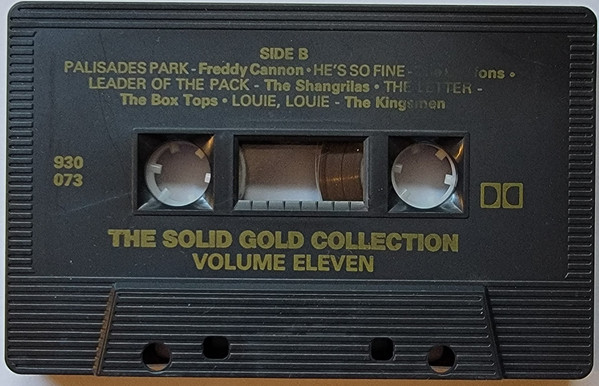 SIDE B
PALISADES PARK - Freddy Cannon • HE'S SO FINE - fons •
LEADER OF THE PACK - The Shangrilas • THE LETTER -
The Box Tops • LOUIE, LOUIE - The Kingsmen
930
073
THE SOLID GOLD COLLECTION
VOLUME ELEVEN